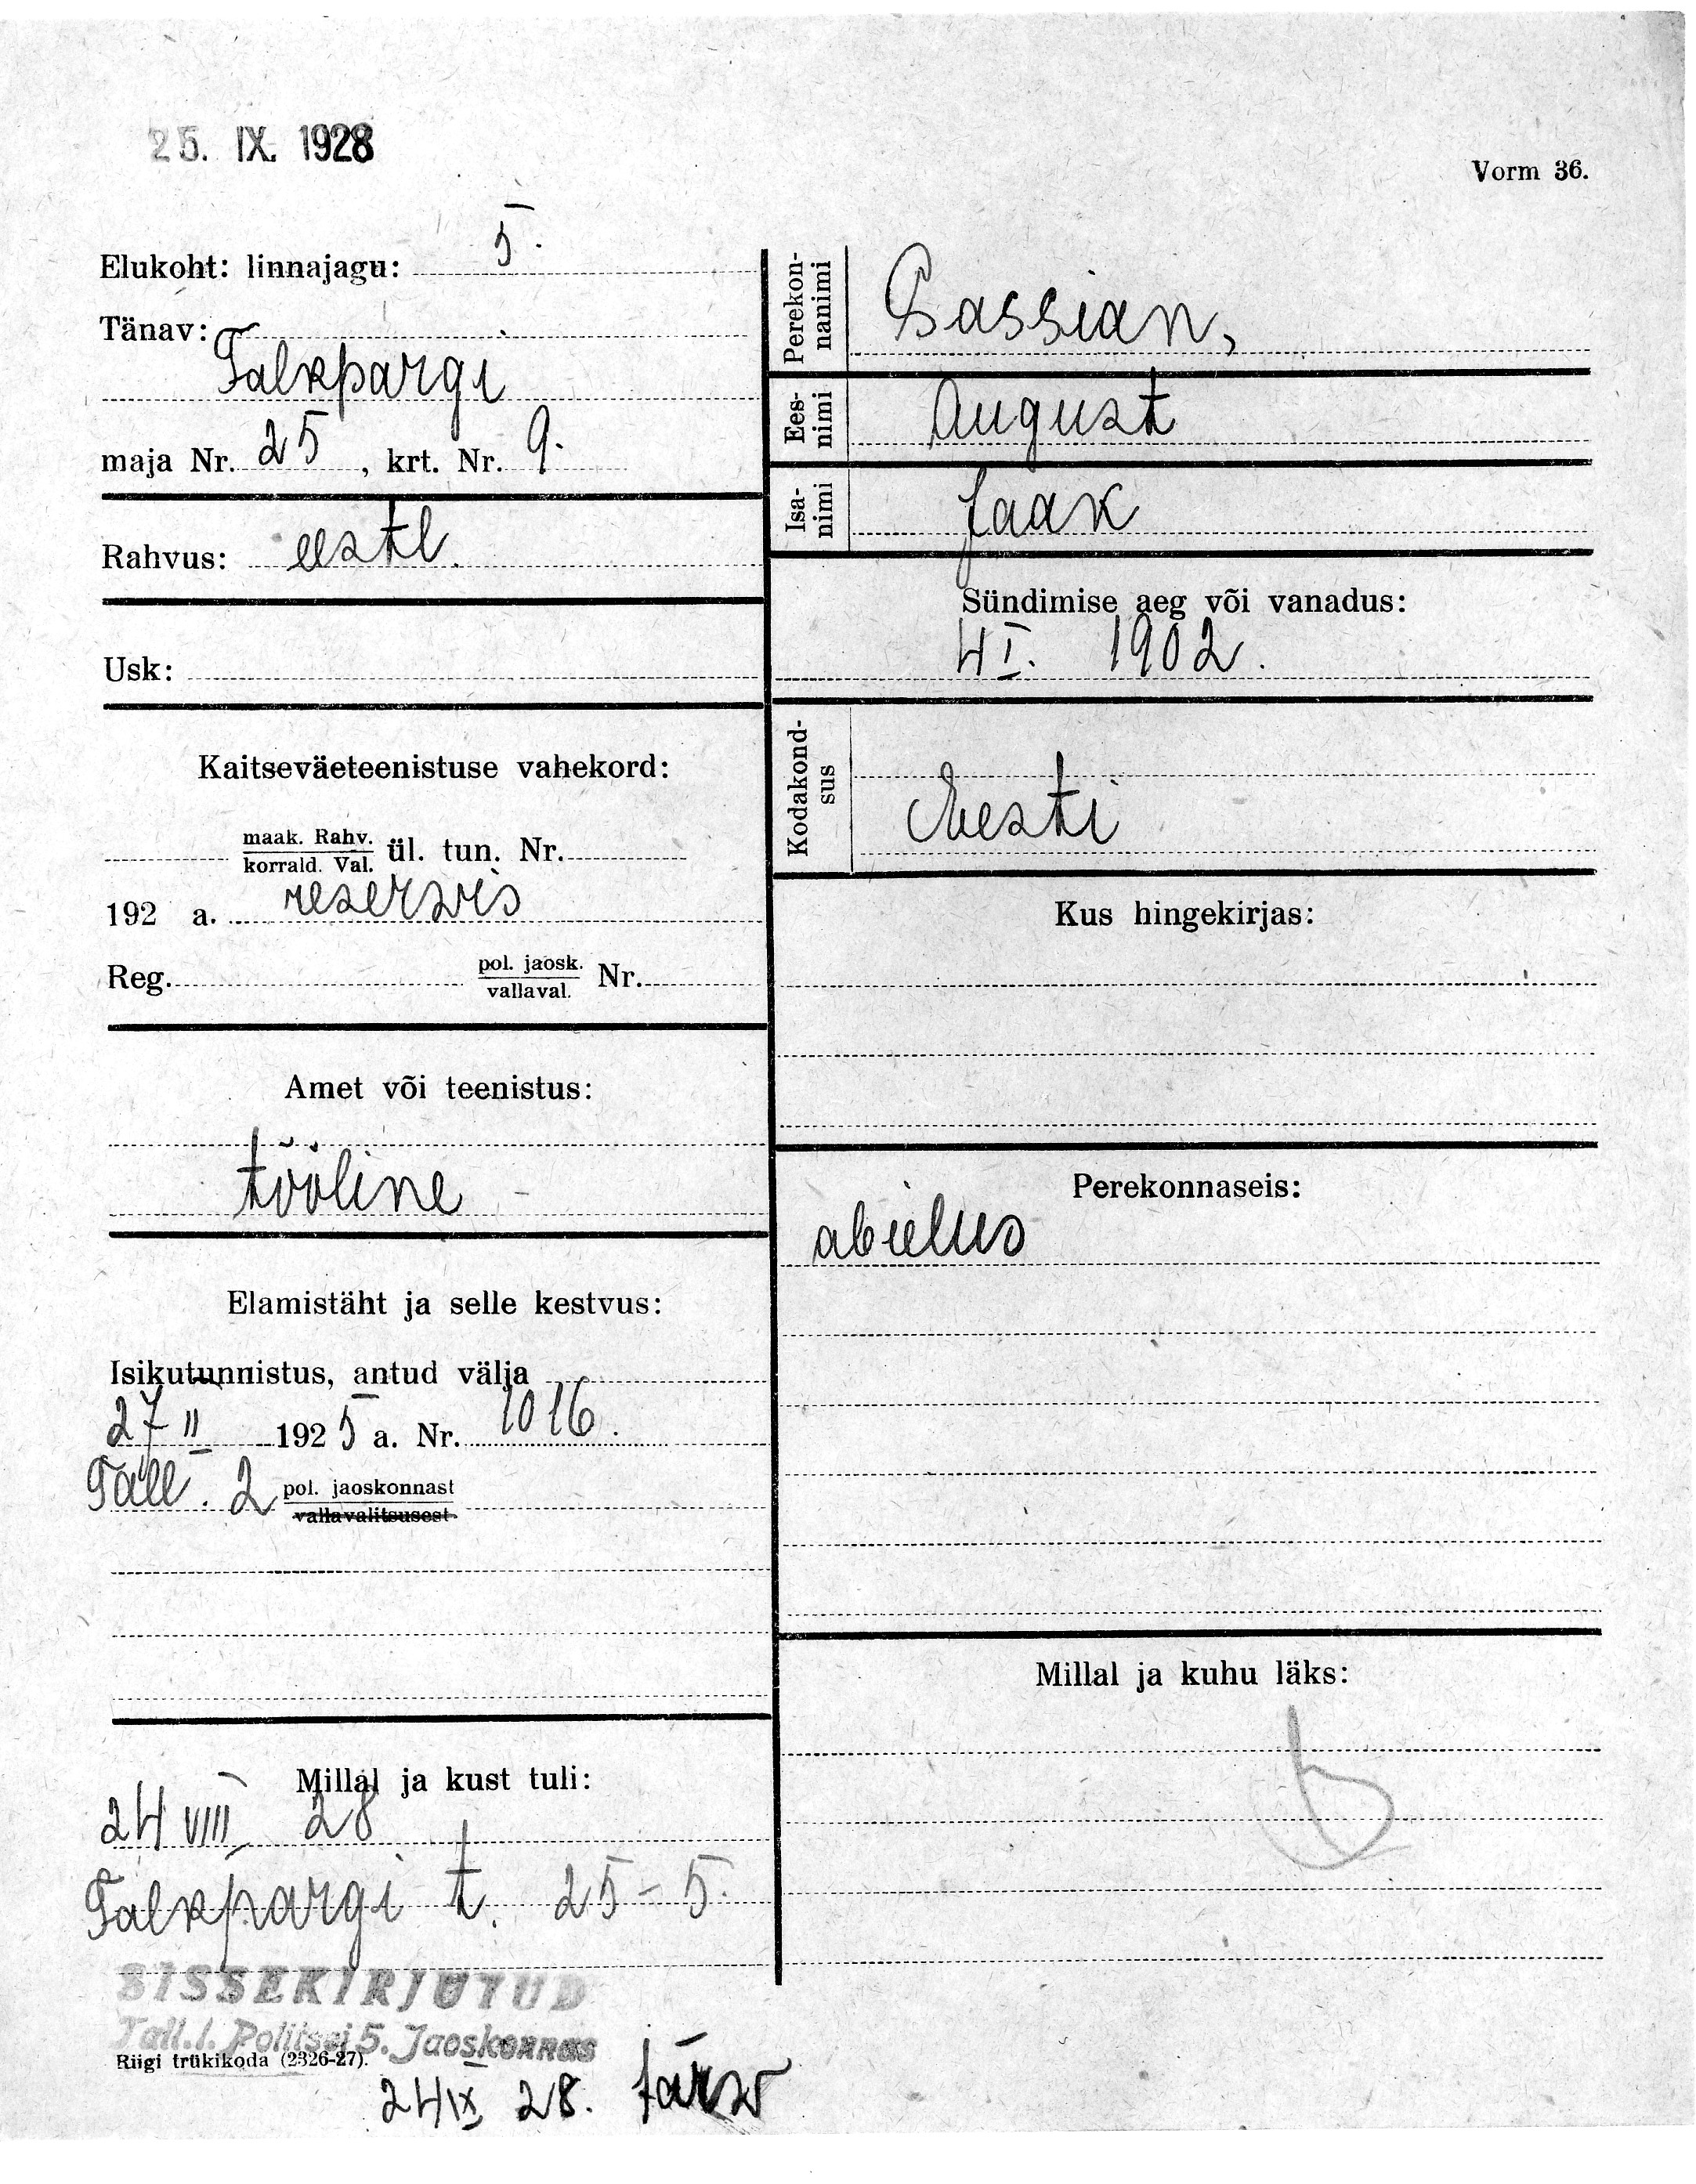 25. IX. 1928
Vorm 36.
Elukoht: linnajagu: 5.
Tänav:
Falkpargi
maja Nr. 25, krt. Nr. 9.
Rahvus: eestl.
Usk:
Kaitseväeteenistuse vahekord:
maak. Rahv.
korrald. Val. ül. tun. Nr.
192 a. reserwis
Reg. pol. jaosk. Nr.
vallaval.
Amet või teenistus:
tööline
Elamistäht ja selle kestvus:
Isikutunnistus, antud välja
27 II 1925 a. Nr. 1016.
Tall. 2 pol. jaoskonnast
vallavalitsusest
Millal ja kust tuli:
24 VIII 28
Falkpargi t. 25-5.
SISSEKIRJUTUD
Tall.l. Politsei 5. Jaoskonnas
Riigi trükikoda (2326-27).
24 IX 28.
Perekonnanimi
Bassian,
Eesnimi
August
Isanimi
Jaak
Sündimise aeg või vanadus:
4 I. 1902.
Kodakondsus
Eesti
Kus hingekirjas:
Perekonnaseis:
abielus
Millal ja kuhu läks: